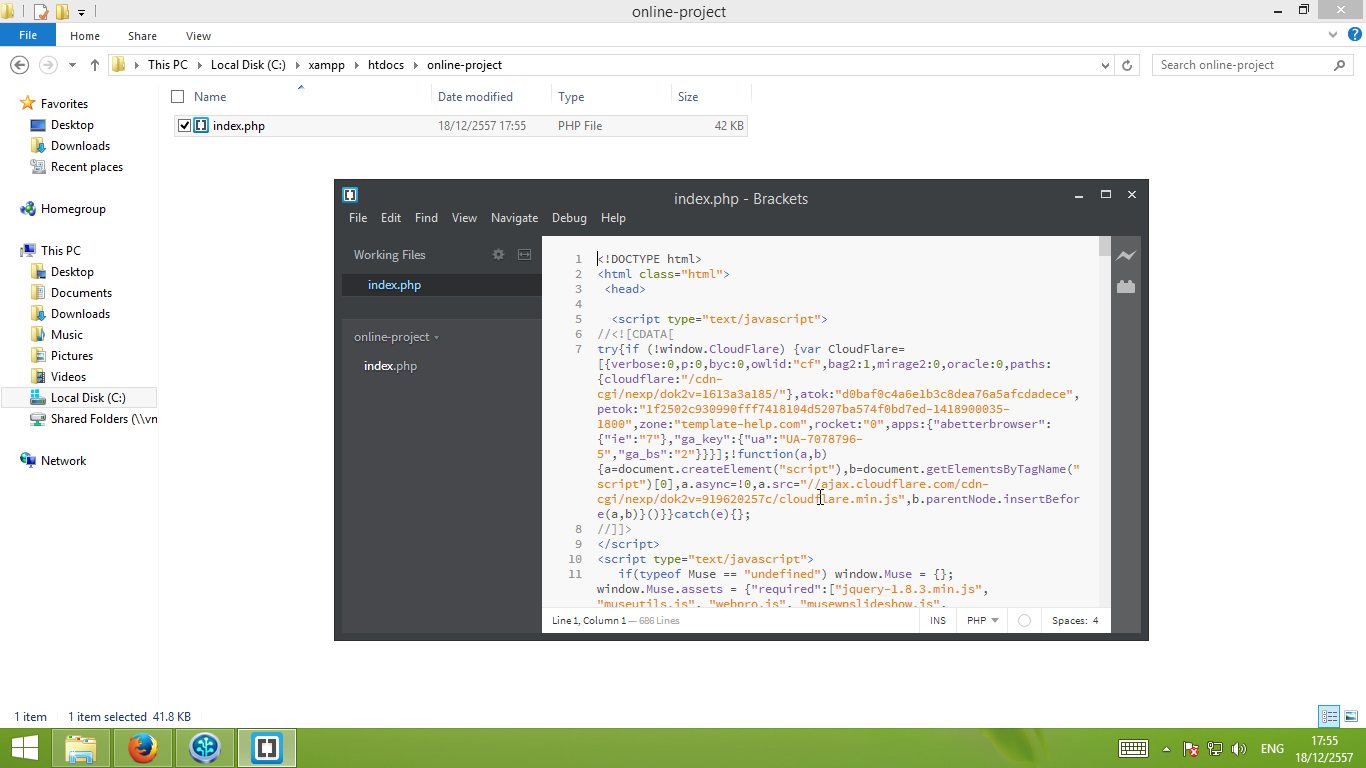 online-project
File Home Share View
This PC Local Disk (C:) xampp htdocs online-project
Search online-project
Name Date modified Type Size
index.php 18/12/2557 17:55 PHP File 42 KB
Favorites
Desktop
Downloads
Recent places
Homegroup
This PC
Desktop
Documents
Downloads
Music
Pictures
Videos
Local Disk (C:)
Shared Folders (\\vn
Network
index.php - Brackets
File Edit Find View Navigate Debug Help
Working Files
index.php
online-project
index.php
1 <!DOCTYPE html>
2 <html class="html">
3 <head>
4
5 <script type="text/javascript">
6 //<![CDATA[
7 try{if (!window.CloudFlare) {var CloudFlare=
[{verbose:0,p:0,byc:0,owlid:"cf",bag2:1,mirage2:0,oracle:0,paths:
{cloudflare:"/cdn-
cgi/nexp/dok2v=1613a3a185/"},atok:"d0baf0c4a6e1b3c8dea76a5afcdadece",
petok:"1f2502c930990fff7418104d5207ba574f0bd7ed-1418900035-
1800",zone:"template-help.com",rocket:"0",apps:{"abetterbrowser":
{"ie":"7"},"ga_key":{"ua":"UA-7078796-
5","ga_bs":"2"}}}];!function(a,b)
{a=document.createElement("script"),b=document.getElementsByTagName("
script")[0],a.async=!0,a.src="//ajax.cloudflare.com/cdn-
cgi/nexp/dok2v=919620257c/cloudflare.min.js",b.parentNode.insertBefor
e(a,b)}()}}catch(e){};
8 //]]>
9 </script>
10 <script type="text/javascript">
11 if(typeof Muse == "undefined") window.Muse = {};
window.Muse.assets = {"required":["jquery-1.8.3.min.js",
"museutils.js", "webpro.js", "musewpslideshow.js",
Line 1, Column 1 — 686 Lines
INS PHP Spaces: 4
1 item 1 item selected 41.8 KB
ENG
17:55
18/12/2557